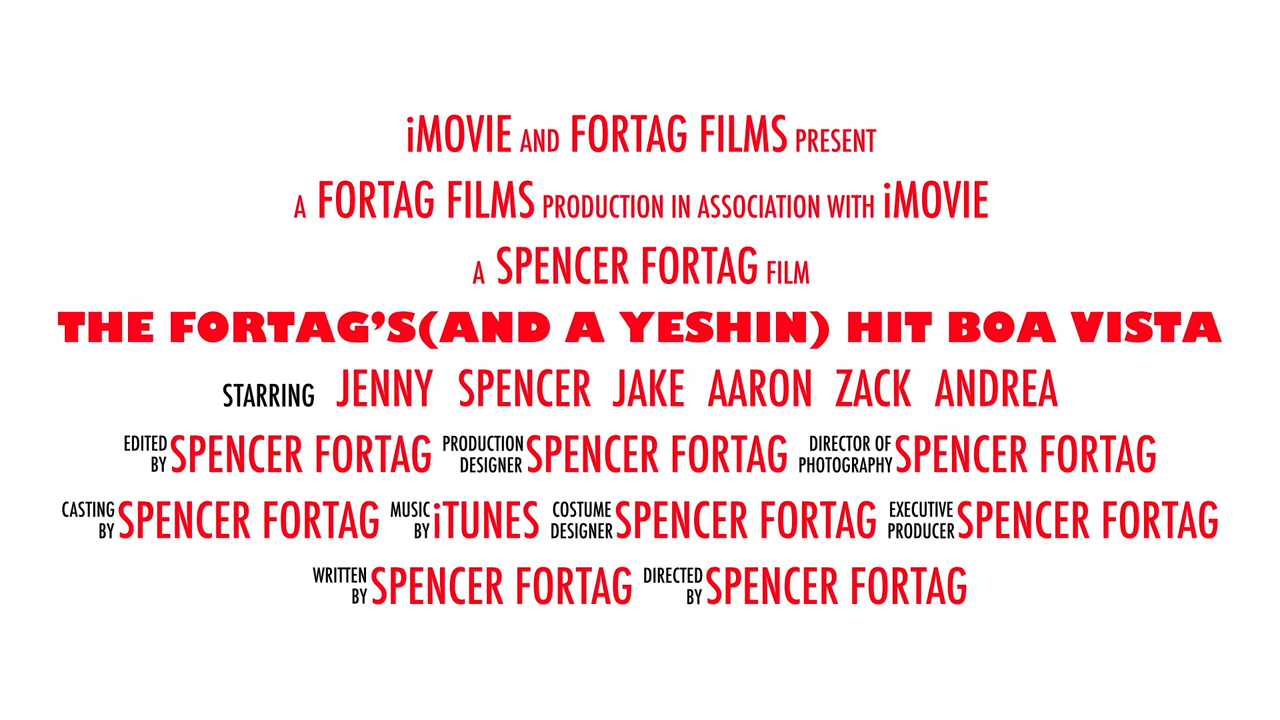 iMOVIE AND FORTAG FILMS PRESENT
A FORTAG FILMS PRODUCTION IN ASSOCIATION WITH iMOVIE
A SPENCER FORTAG FILM
THE FORTAG'S(AND A YESHIN) HIT BOA VISTA
STARRING JENNY SPENCER JAKE AARON ZACK ANDREA
EDITED BY SPENCER FORTAG PRODUCTION DESIGNER SPENCER FORTAG DIRECTOR OF PHOTOGRAPHY SPENCER FORTAG
CASTING BY SPENCER FORTAG MUSIC BY iTUNES COSTUME DESIGNER SPENCER FORTAG EXECUTIVE PRODUCER SPENCER FORTAG
WRITTEN BY SPENCER FORTAG DIRECTED BY SPENCER FORTAG